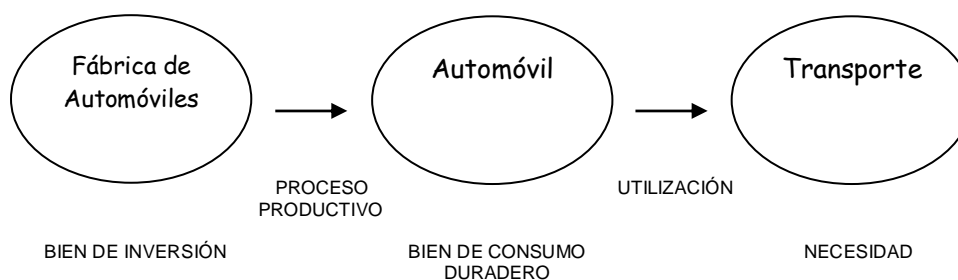 Fábrica de
Automóviles
Automóvil
Transporte
PROCESO
PRODUCTIVO
UTILIZACIÓN
BIEN DE INVERSIÓN
BIEN DE CONSUMO
DURADERO
NECESIDAD